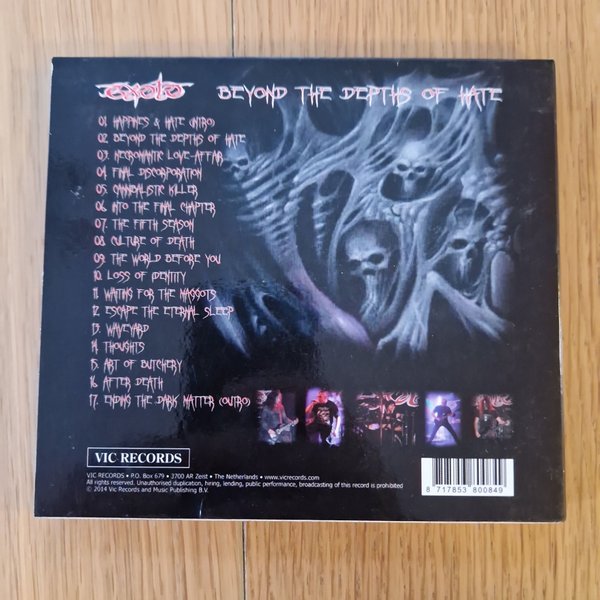 exoto
BEYOND THE DEPTHS OF HATE
01. HAPPINES & HATE (INTRO)
02. BEYOND THE DEPTHS OF HATE
03. NECROMANTIC LOVE-AFFAIR
04. FINAL DISCORPORATION
05. CANNIBALISTIC KILLER
06. INTO THE FINAL CHAPTER
07. THE FIFTH SEASON
08. CULTURE OF DEATH
09. THE WORLD BEFORE YOU
10. LOSS OF IDENTITY
11. WAITING FOR THE MAGGOTS
12. ESCAPE THE ETERNAL SLEEP
13. WAVEYARD
14. THOUGHTS
15. ART OF BUTCHERY
16. AFTER DEATH
17. ENDING THE DARK MATTER (OUTRO)
VIC RECORDS
VIC RECORDS • P.O. Box 679 • 3700 AR Zeist • The Netherlands • www.vicrecords.com
All rights reserved. Unauthorised duplication, hiring, lending, public performance, broadcasting of this record is prohibited
© 2014 Vic Records and Music Publishing B.V.
8 717853 800849